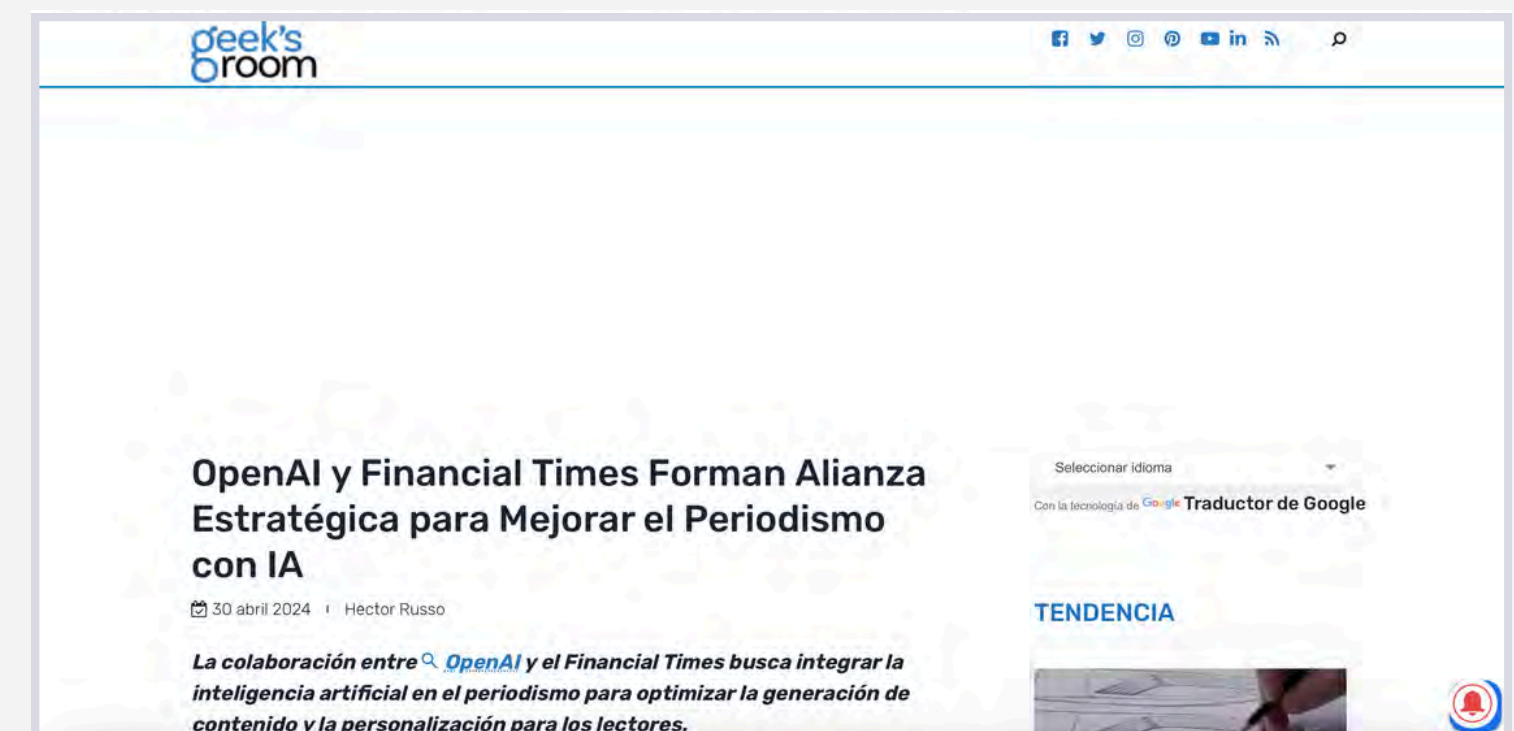 geek's
room
OpenAI y Financial Times Forman Alianza
Estratégica para Mejorar el Periodismo
con IA
30 abril 2024 I Hector Russo
La colaboración entre OpenAI y el Financial Times busca integrar la
inteligencia artificial en el periodismo para optimizar la generación de
contenido y la personalización para los lectores.
Seleccionar idioma
Con la tecnología de Google Traductor de Google
TENDENCIA